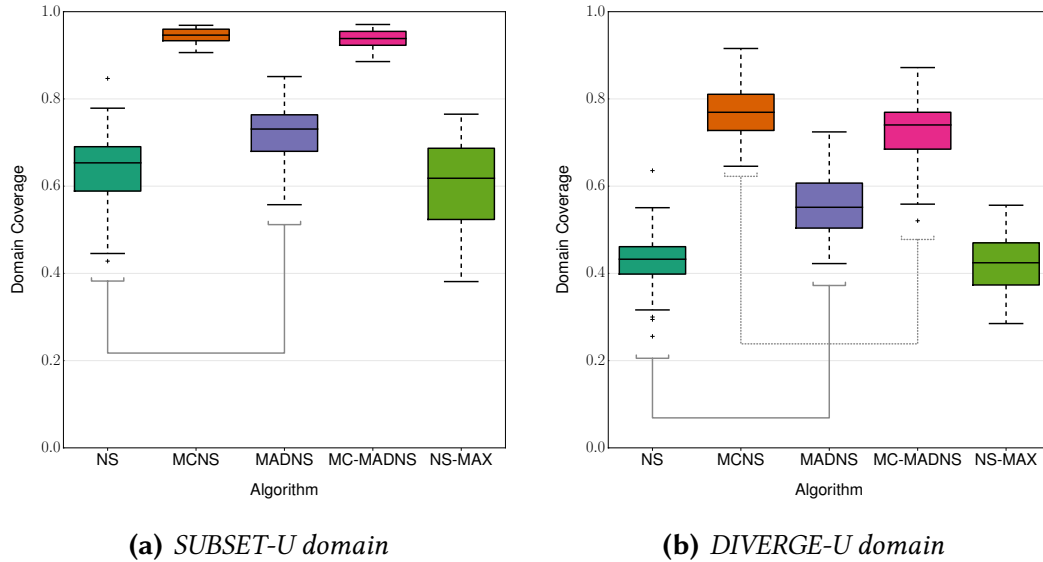 1.0
0.8
0.6
0.4
0.2
0.0
Domain Coverage
NS
MCNS
MADNS
MC-MADNS
NS-MAX
Algorithm
(a) SUBSET-U domain
1.0
0.8
0.6
0.4
0.2
0.0
Domain Coverage
NS
MCNS
MADNS
MC-MADNS
NS-MAX
Algorithm
(b) DIVERGE-U domain